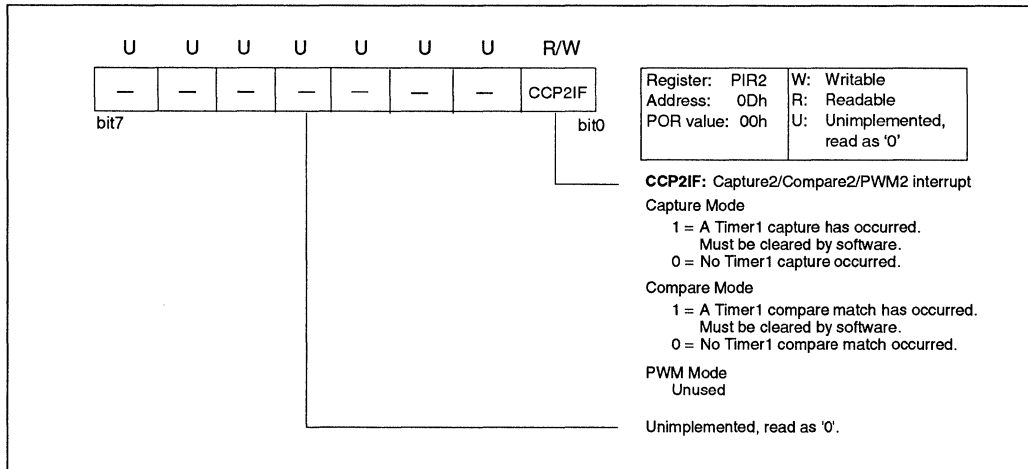 U U U U U U U R/W
— — — — — — — CCP2IF
bit7 bit0
Register: PIR2 W: Writable
Address: 0Dh R: Readable
POR value: 00h U: Unimplemented,
read as '0'
CCP2IF: Capture2/Compare2/PWM2 interrupt
Capture Mode
1 = A Timer1 capture has occurred.
Must be cleared by software.
0 = No Timer1 capture occurred.
Compare Mode
1 = A Timer1 compare match has occurred.
Must be cleared by software.
0 = No Timer1 compare match occurred.
PWM Mode
Unused
Unimplemented, read as '0'.